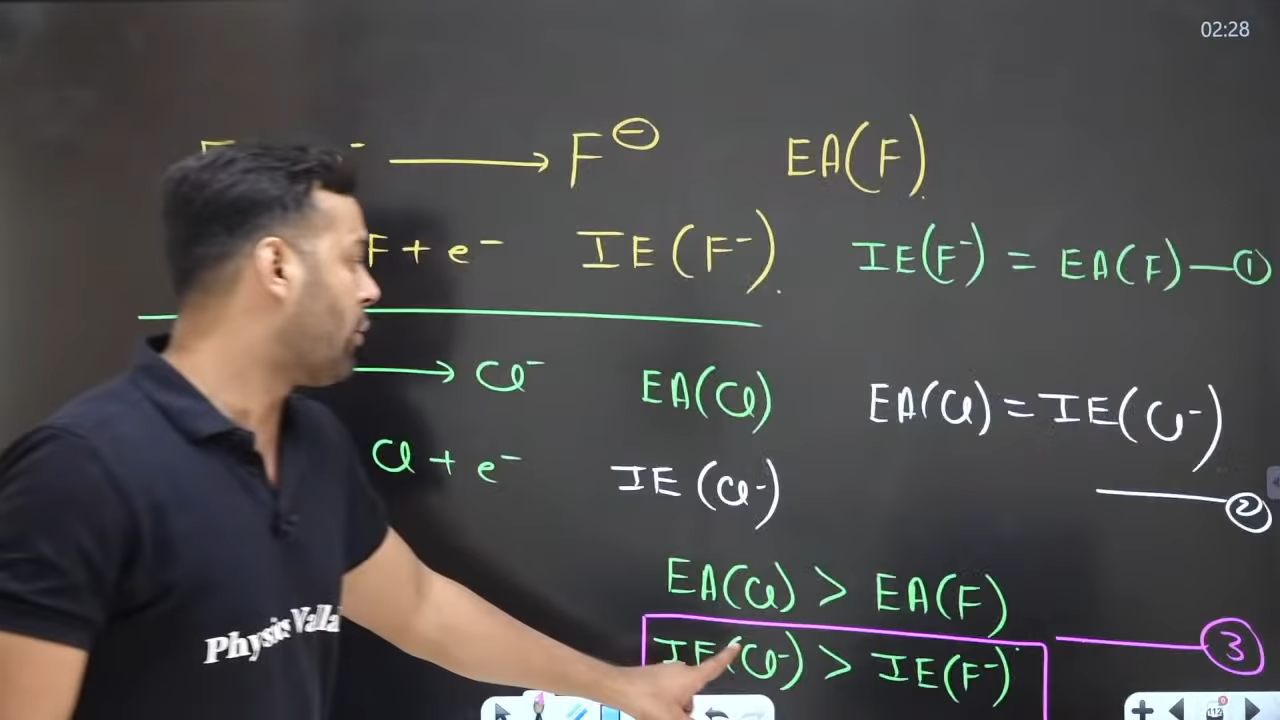 02:28
- ⟶ F⊖ EA(F).
F + e- IE(F-). IE(F-) = EA(F) — ①
⟶ Cl- EA(Cl)
EA(Cl) = IE(Cl-)
Cl + e- IE(Cl-)
— ②
EA(Cl) > EA(F)
IE(Cl-) > IE(F-) — ③
Physics Walla
112